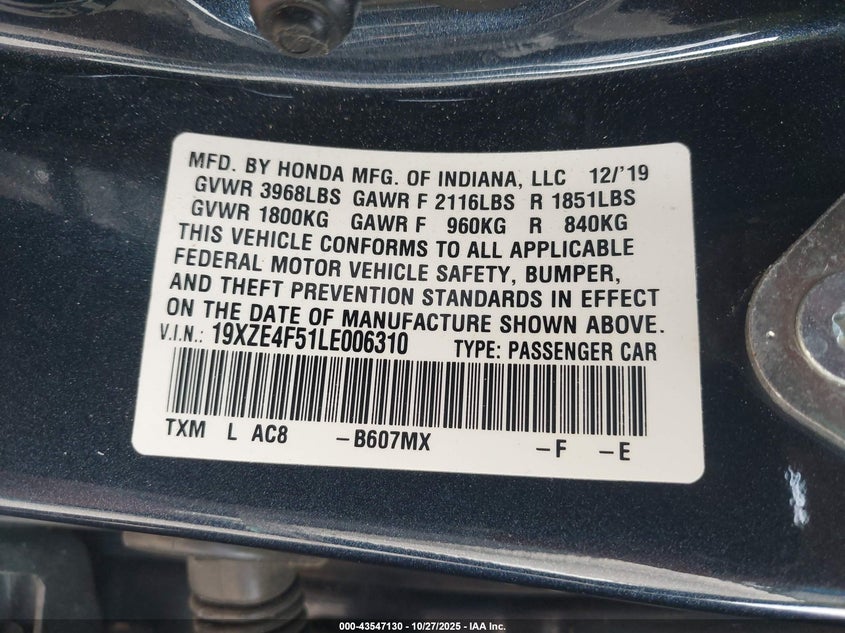 MFD. BY HONDA MFG. OF INDIANA, LLC 12/'19
GVWR 3968LBS GAWR F 2116LBS R 1851LBS
GVWR 1800KG GAWR F 960KG R 840KG
THIS VEHICLE CONFORMS TO ALL APPLICABLE
FEDERAL MOTOR VEHICLE SAFETY, BUMPER,
AND THEFT PREVENTION STANDARDS IN EFFECT
ON THE DATE OF MANUFACTURE SHOWN ABOVE.
V.I.N.: 19XZE4F51LE006310 TYPE: PASSENGER CAR
TXM L AC8 -B607MX -F -E
000-43547130 - 10/27/2025 - IAA Inc.